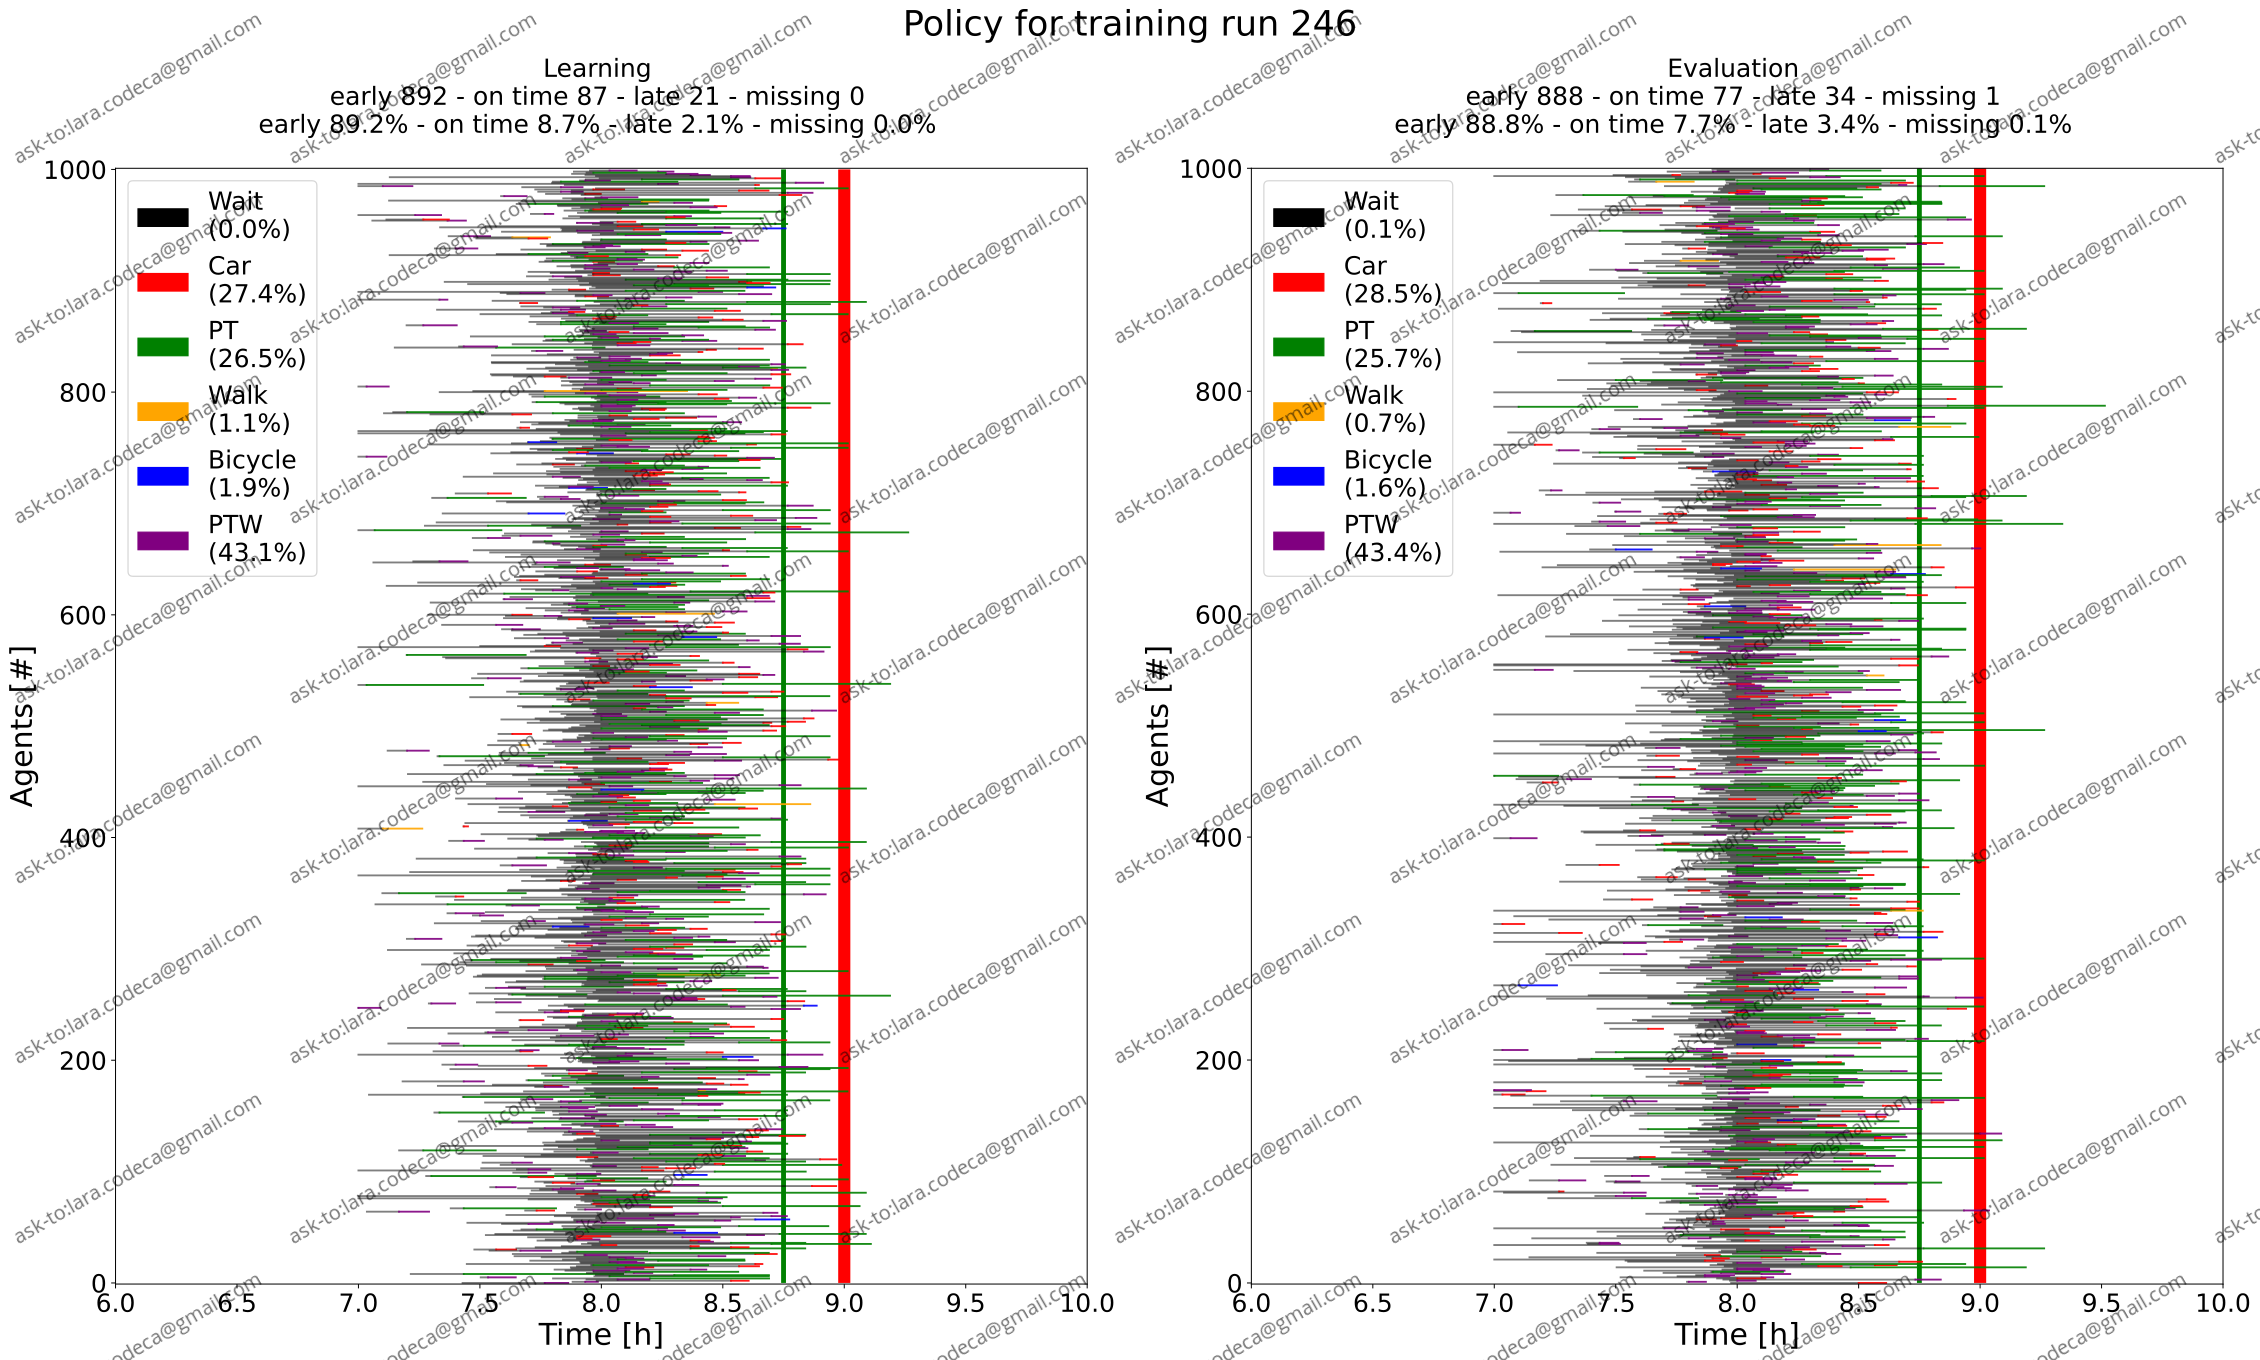 Policy for training run 246
Learning
early 892 - on time 87 - late 21 - missing 0
early 89.2% - on time 8.7% - late 2.1% - missing 0.0%
Evaluation
early 888 - on time 77 - late 34 - missing 1
early 88.8% - on time 7.7% - late 3.4% - missing 0.1%
Wait
(0.0%)
Car
(27.4%)
PT
(26.5%)
Walk
(1.1%)
Bicycle
(1.9%)
PTW
(43.1%)
Agents [#]
1000
800
600
400
200
0
6.0 6.5 7.0 7.5 8.0 8.5 9.0 9.5 10.0
Time [h]
Wait
(0.1%)
Car
(28.5%)
PT
(25.7%)
Walk
(0.7%)
Bicycle
(1.6%)
PTW
(43.4%)
Agents [#]
1000
800
600
400
200
0
6.0 6.5 7.0 7.5 8.0 8.5 9.0 9.5 10.0
Time [h]
ask-to:lara.codeca@gmail.com